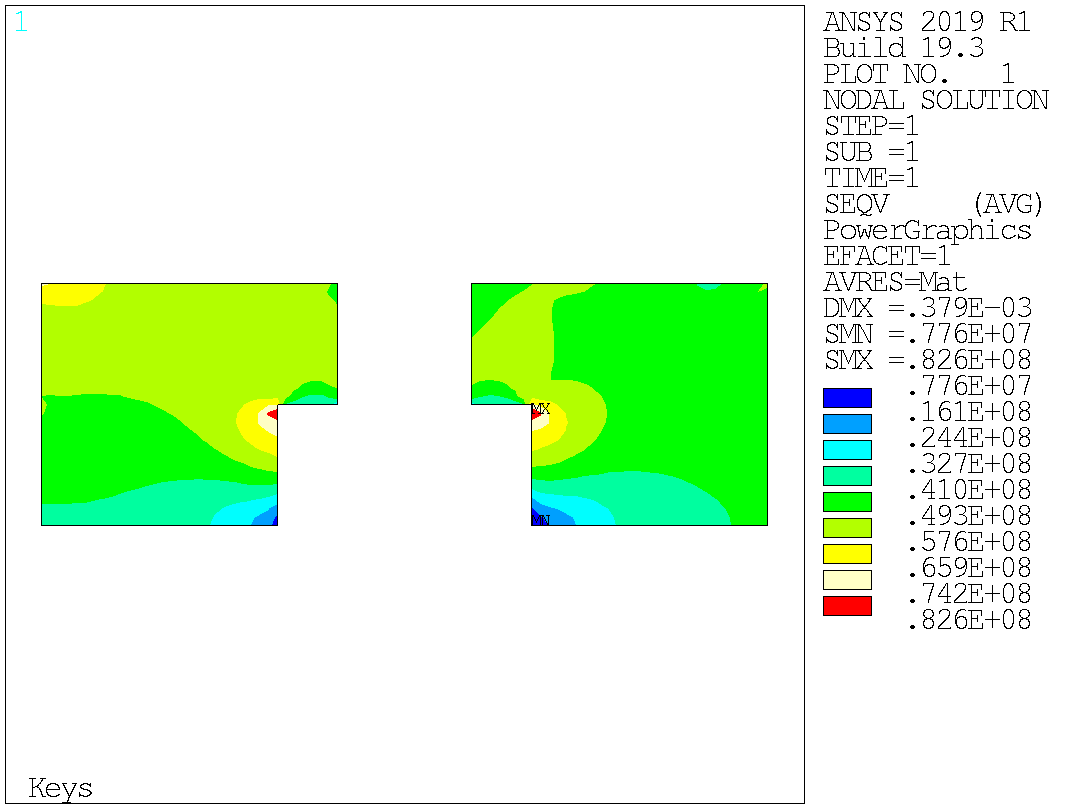 1
ANSYS 2019 R1
Build 19.3
PLOT NO. 1
NODAL SOLUTION
STEP=1
SUB =1
TIME=1
SEQV (AVG)
PowerGraphics
EFACET=1
AVRES=Mat
DMX =.379E-03
SMN =.776E+07
SMX =.826E+08
.776E+07
.161E+08
.244E+08
.327E+08
.410E+08
.493E+08
.576E+08
.659E+08
.742E+08
.826E+08
MX
MN
Keys